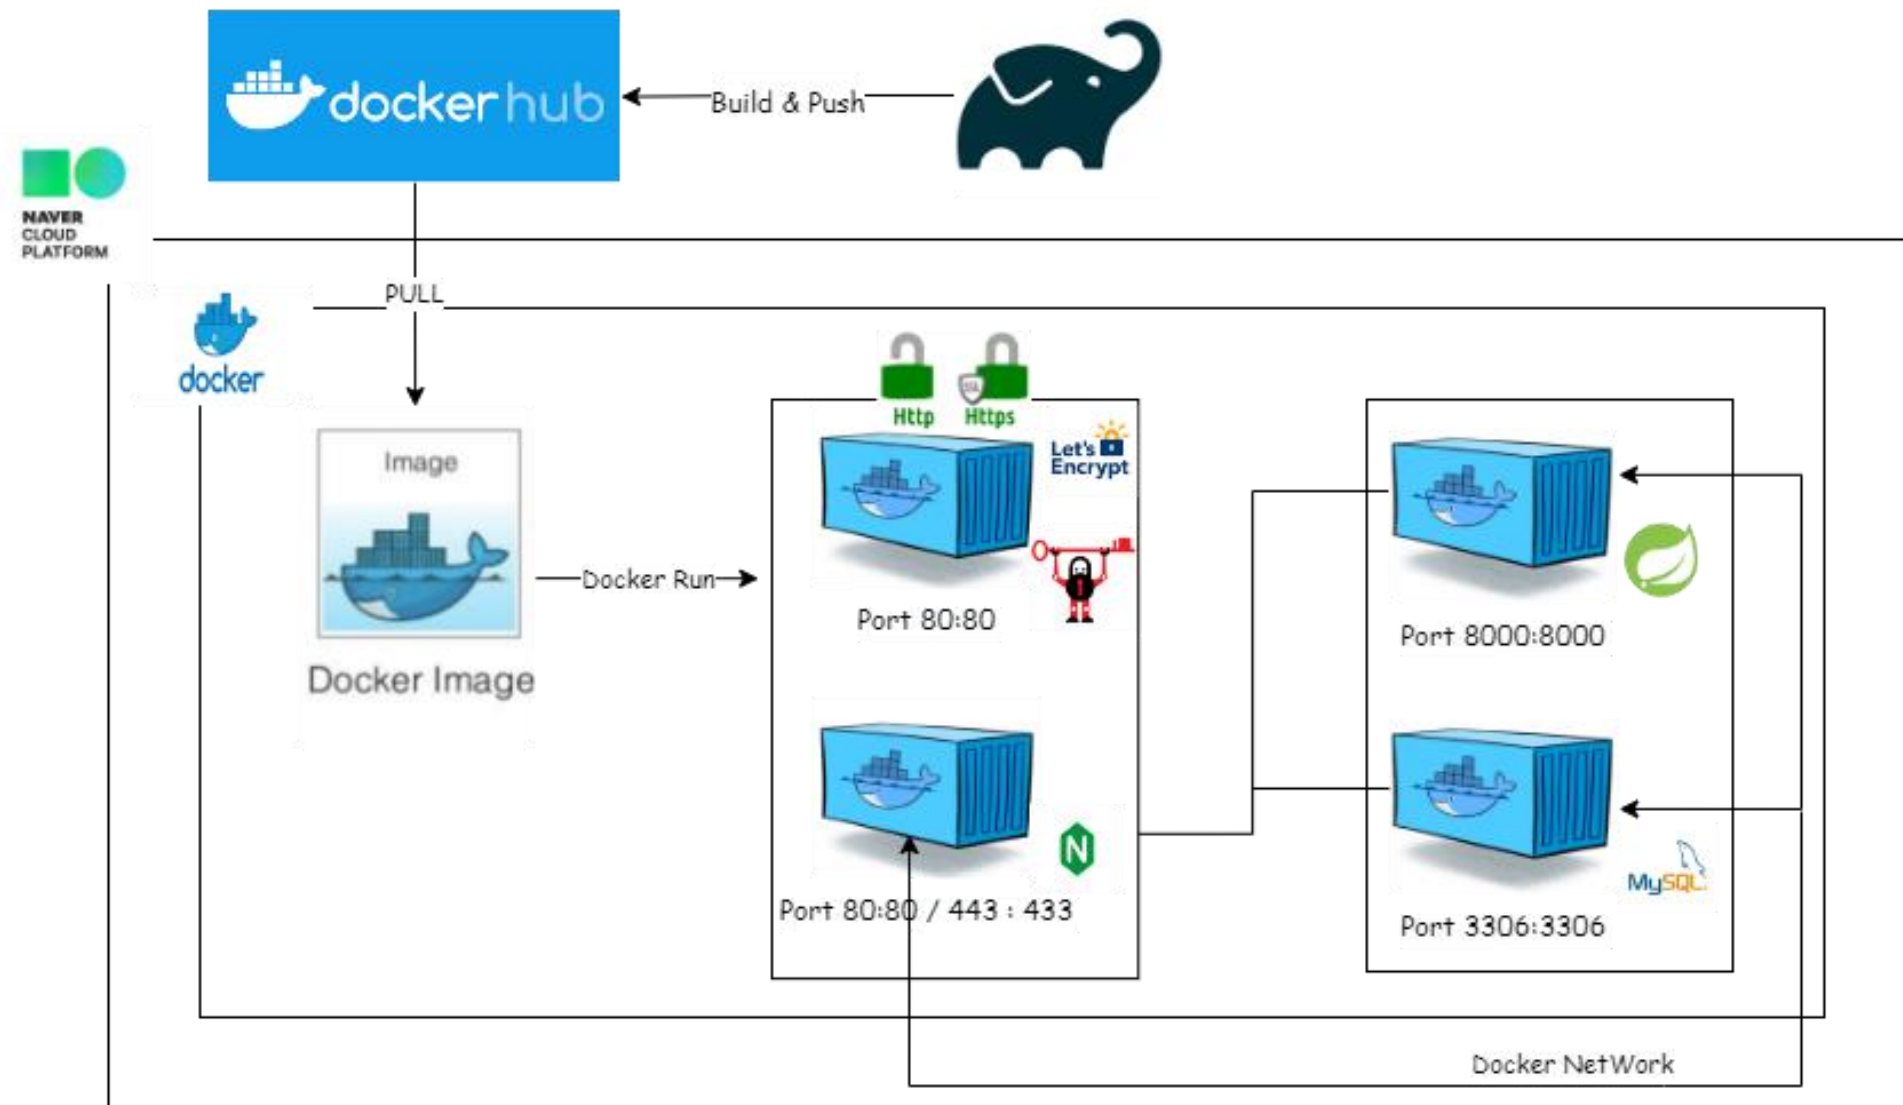 docker hub
Build & Push
NAVER
CLOUD
PLATFORM
PULL
docker
Http
Https
SSL
Let's
Encrypt
Image
Docker Run
Docker Image
Port 80:80
Port 8000:8000
N
MySQL
Port 80:80 / 443 : 433
Port 3306:3306
Docker NetWork